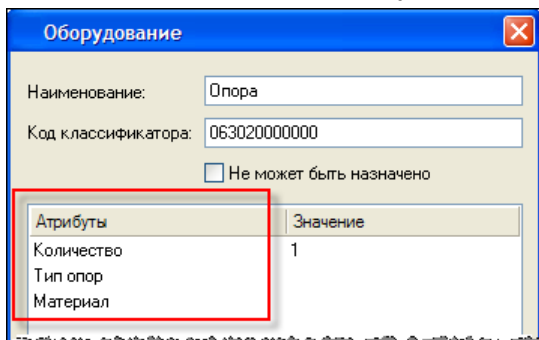 Оборудование
Наименование: Опора
Код классификатора: 063020000000
Не может быть назначено
Атрибуты Значение
Количество 1
Тип опор
Материал